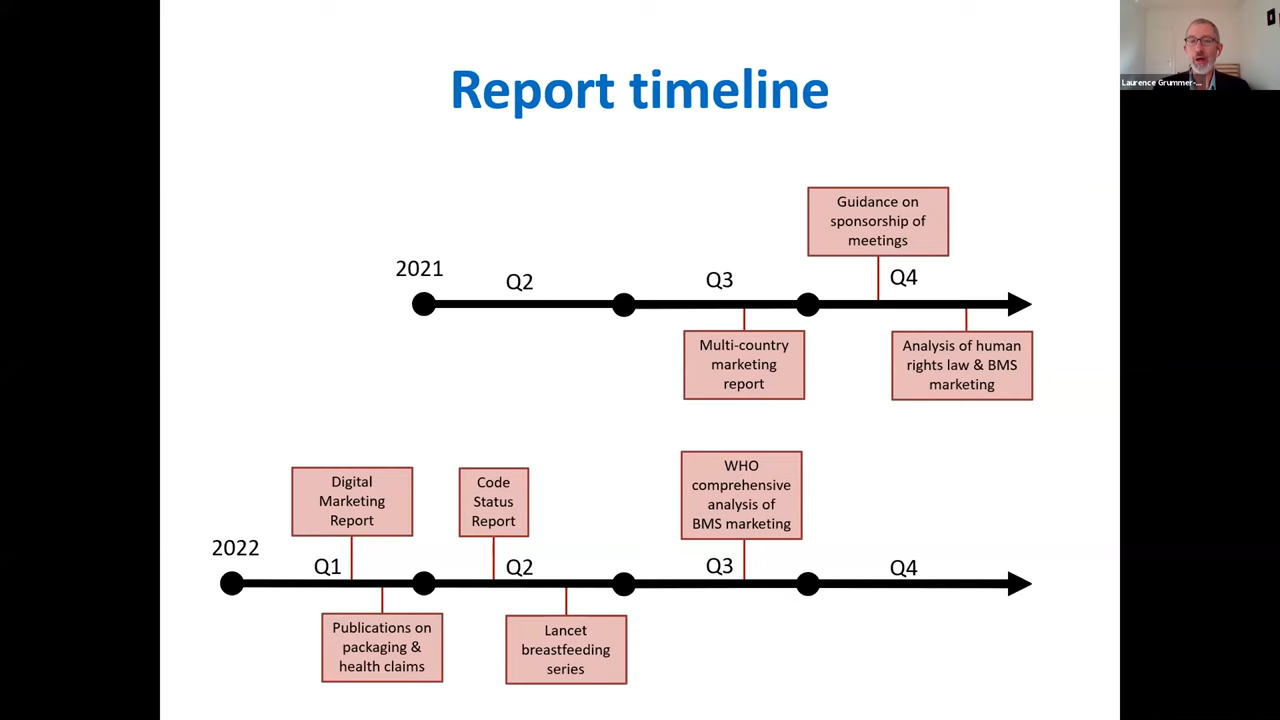 Report timeline
Laurence Grummer-...
Guidance on
sponsorship of
meetings
2021
Q2
Q3
Q4
Multi-country
marketing
report
Analysis of human
rights law & BMS
marketing
Digital
Marketing
Report
Code
Status
Report
WHO
comprehensive
analysis of
BMS marketing
2022
Q1
Q2
Q3
Q4
Publications on
packaging &
health claims
Lancet
breastfeeding
series